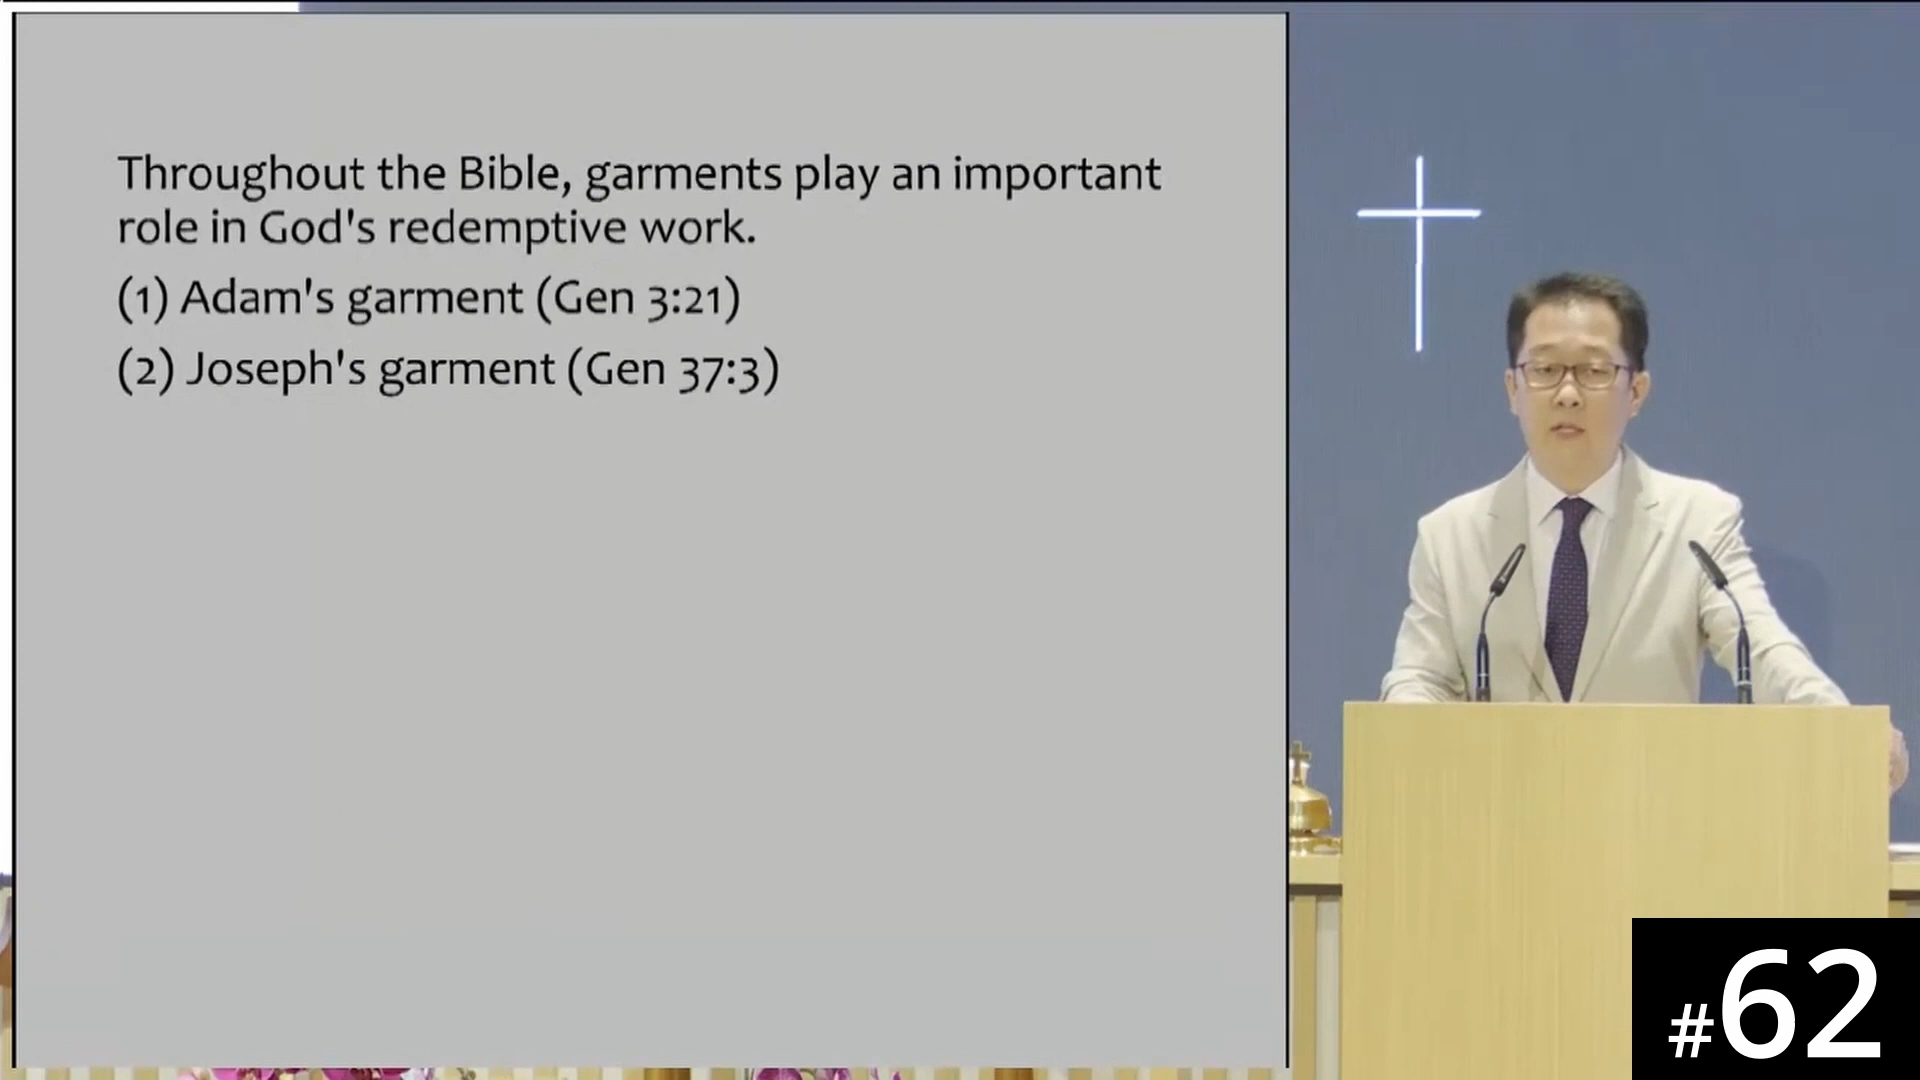 Throughout the Bible, garments play an important
role in God's redemptive work.
(1) Adam's garment (Gen 3:21)
(2) Joseph's garment (Gen 37:3)
#62